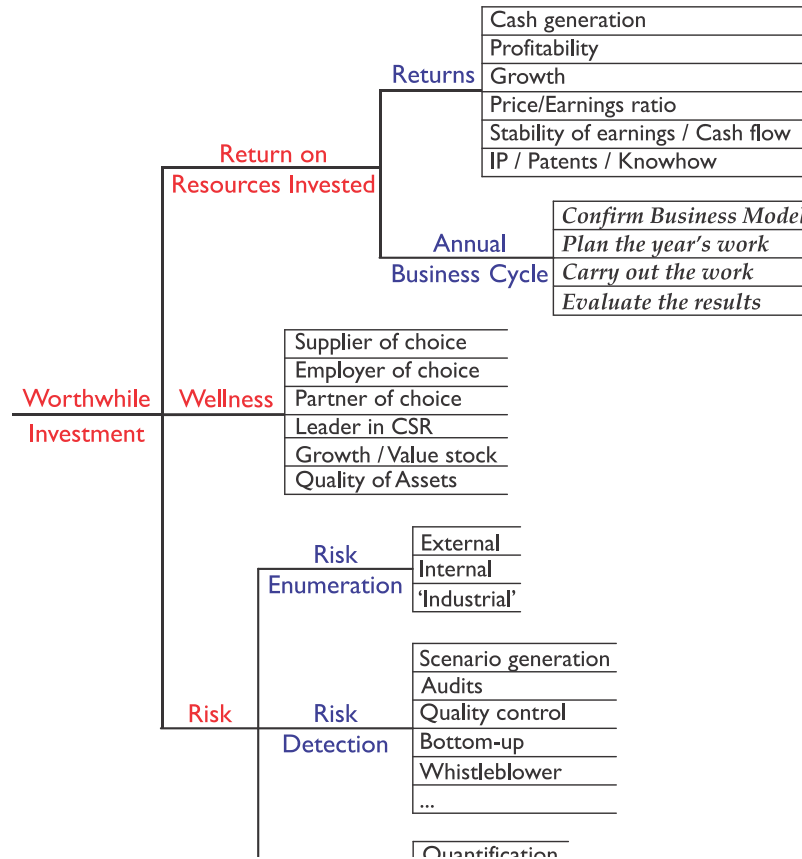 Cash generation
Profitability
Returns
Growth
Price/Earnings ratio
Stability of earnings / Cash flow
IP / Patents / Knowhow
Return on
Resources Invested
Confirm Business Model
Annual
Business Cycle
Plan the year's work
Carry out the work
Evaluate the results
Supplier of choice
Employer of choice
Worthwhile
Investment
Wellness
Partner of choice
Leader in CSR
Growth / Value stock
Quality of Assets
Risk
Enumeration
External
Internal
‘Industrial’
Risk
Risk
Detection
Scenario generation
Audits
Quality control
Bottom-up
Whistleblower
...
Quantification